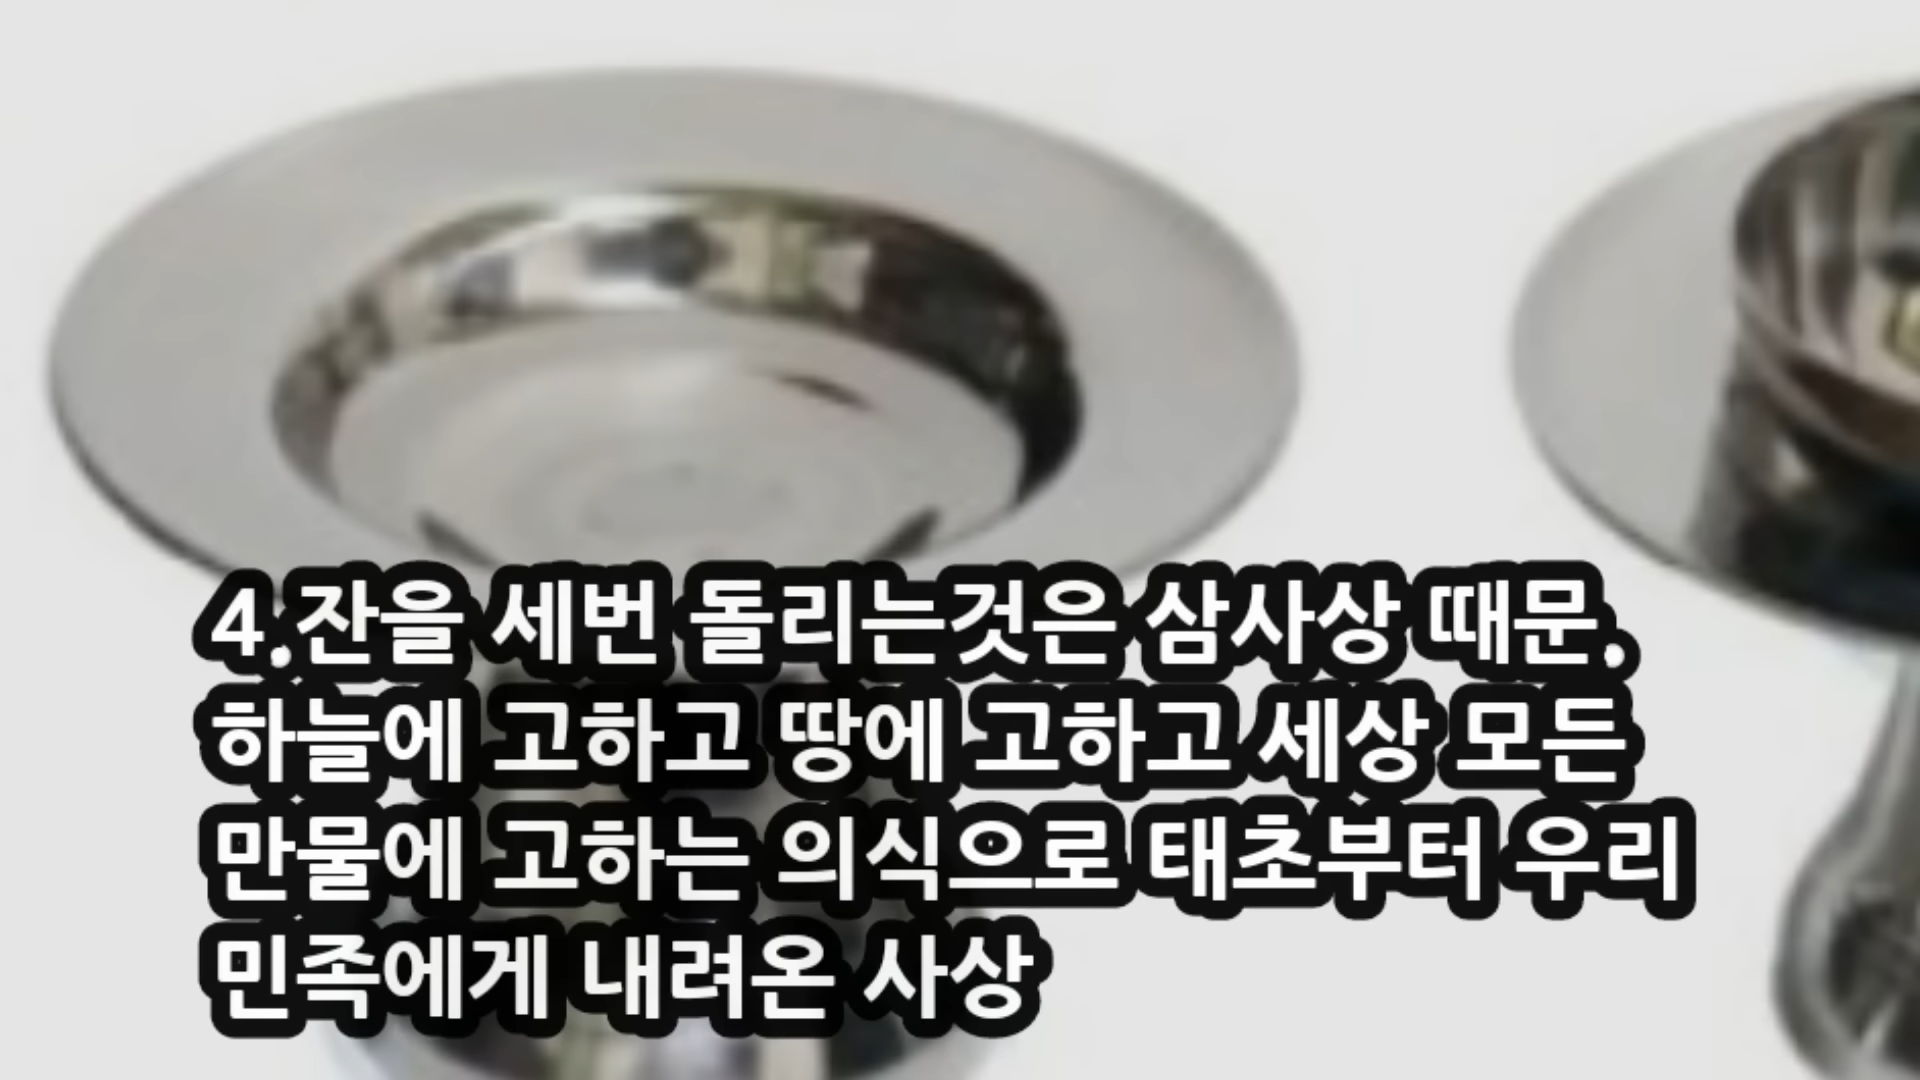 4.잔을 세번 돌리는것은 삼사상 때문.
하늘에 고하고 땅에 고하고 세상 모든
만물에 고하는 의식으로 태초부터 우리
민족에게 내려온 사상